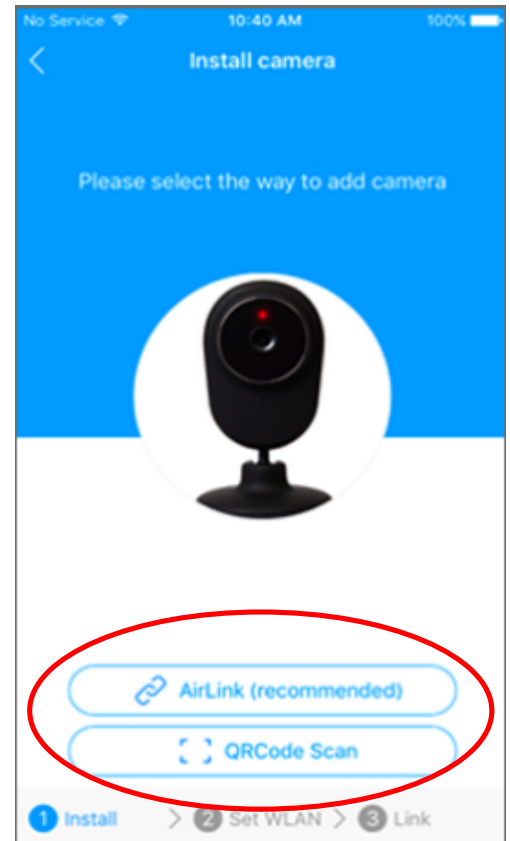 No Service 10:40 AM 100%
Install camera
Please select the way to add camera
AirLink (recommended)
QRCode Scan
1 Install > 2 Set WLAN > 3 Link